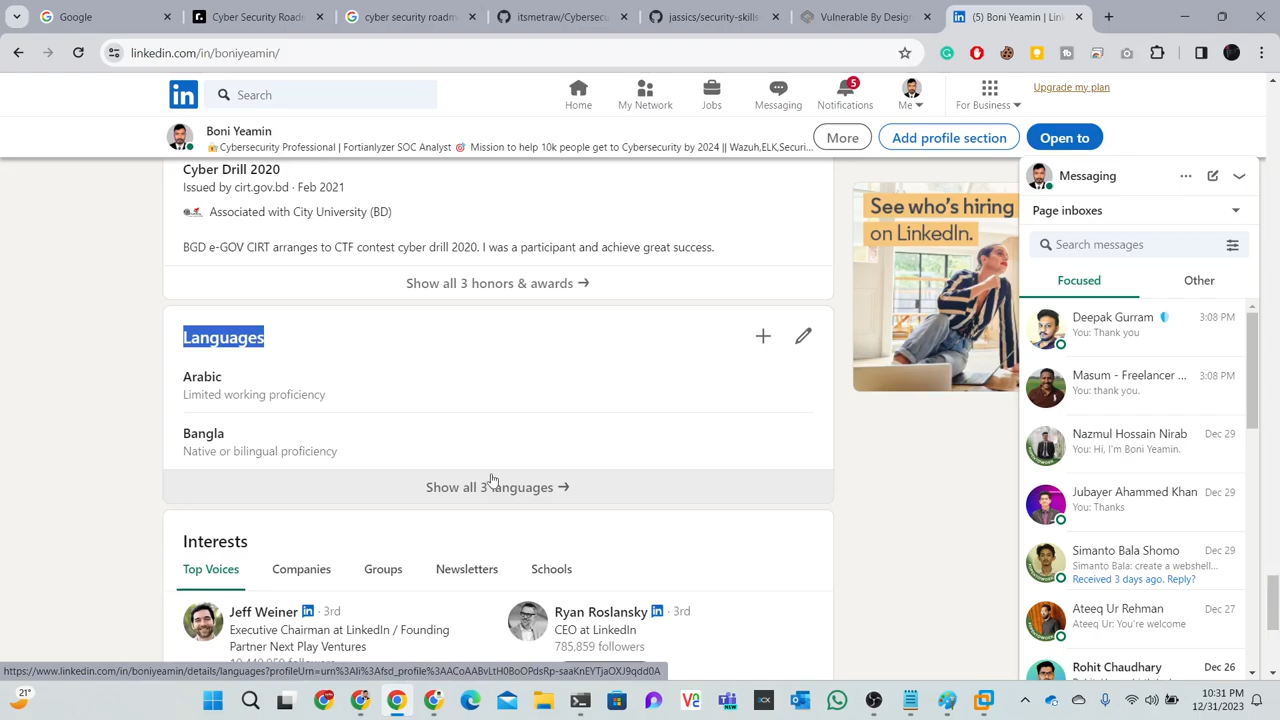 Google
Cyber Security Roadm
cyber security roadm
itsmetraw/Cybersecu
jassics/security-skills
Vulnerable By Design
(5) Boni Yeamin | Link
linkedin.com/in/boniyeamin/
Search
Home
My Network
Jobs
Messaging
5
Notifications
Me
For Business
Upgrade my plan
Boni Yeamin
Cybersecurity Professional | Future SOC Analyst 🎯 Mission to help 10k people get to Cybersecurity by 2024 || Wazuh,ELK,Securi...
More
Add profile section
Open to
Cyber Drill 2020
Issued by cirt.gov.bd · Feb 2021
Associated with City University (BD)
BGD e-GOV CIRT arranges to CTF contest cyber drill 2020. I was a participant and achieve great success.
Show all 3 honors & awards →
Languages
Arabic
Limited working proficiency
Bangla
Native or bilingual proficiency
Show all 3 languages →
Interests
Top Voices
Companies
Groups
Newsletters
Schools
Jeff Weiner · 3rd
Executive Chairman at LinkedIn / Founding
Partner Next Play Ventures
Ryan Roslansky · 3rd
CEO at LinkedIn
785,859 followers
See who's hiring
on LinkedIn.
Messaging
Page inboxes
Search messages
Focused
Other
Deepak Gurram 3:08 PM
You: Thank you
Masum - Freelancer ... 3:08 PM
You: thank you.
Nazmul Hossain Nirab Dec 29
You: Hi, I'm Boni Yeamin.
Jubayer Ahammed Khan Dec 29
You: Thanks
Simanto Bala Shomo Dec 29
Simanto Bala: create a webshell...
Received 3 days ago. Reply?
Ateeq Ur Rehman Dec 27
Ateeq Ur: You're welcome
Rohit Chaudhary Dec 26
21°
10:31 PM
12/31/2023